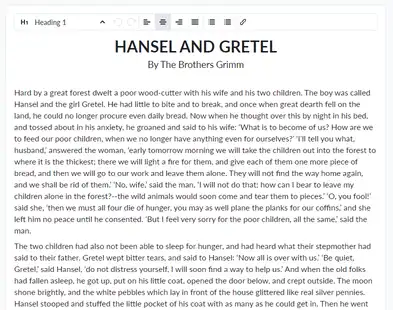 H1 Heading 1
HANSEL AND GRETEL
By The Brothers Grimm
Hard by a great forest dwelt a poor wood-cutter with his wife and his two children. The boy was called
Hansel and the girl Gretel. He had little to bite and to break, and once when great dearth fell on the
land, he could no longer procure even daily bread. Now when he thought over this by night in his bed,
and tossed about in his anxiety, he groaned and said to his wife: 'What is to become of us? How are we
to feed our poor children, when we no longer have anything even for ourselves?' 'I'll tell you what,
husband,' answered the woman, 'early tomorrow morning we will take the children out into the forest to
where it is the thickest; there we will light a fire for them, and give each of them one more piece of
bread, and then we will go to our work and leave them alone. They will not find the way home again,
and we shall be rid of them.' 'No, wife,' said the man, 'I will not do that; how can I bear to leave my
children alone in the forest?--the wild animals would soon come and tear them to pieces.' 'O, you fool!'
said she, 'then we must all four die of hunger, you may as well plane the planks for our coffins,' and she
left him no peace until he consented. 'But I feel very sorry for the poor children, all the same,' said the
man.
The two children had also not been able to sleep for hunger, and had heard what their stepmother had
said to their father. Gretel wept bitter tears, and said to Hansel: 'Now all is over with us.' 'Be quiet,
Gretel,' said Hansel, 'do not distress yourself, I will soon find a way to help us.' And when the old folks
had fallen asleep, he got up, put on his little coat, opened the door below, and crept outside. The moon
shone brightly, and the white pebbles which lay in front of the house glittered like real silver pennies.
Hansel stooped and stuffed the little pocket of his coat with as many as he could get in. Then he went